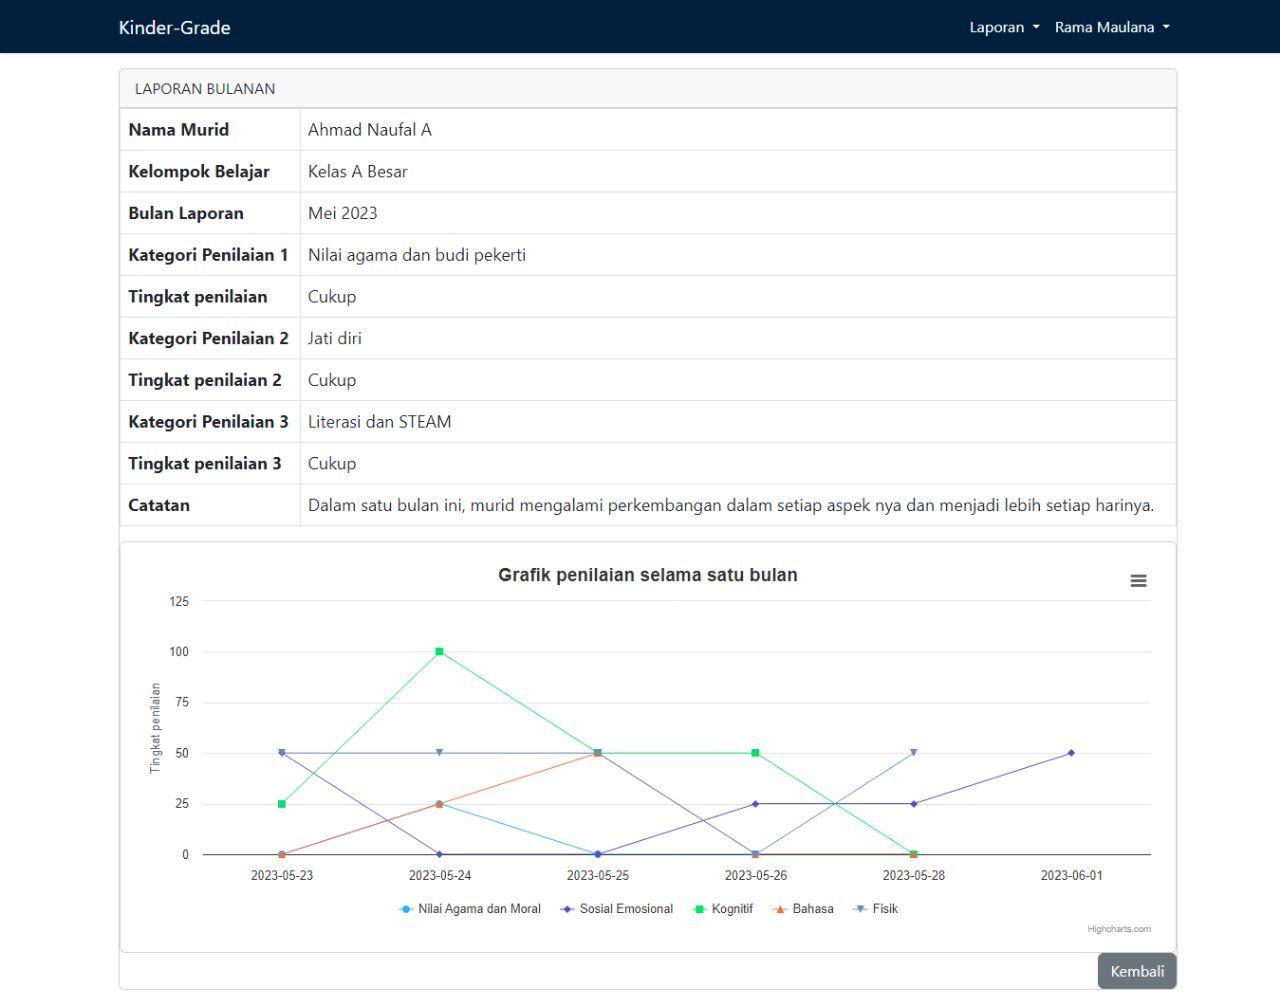 Kinder-Grade
Laporan
Rama Maulana
LAPORAN BULANAN
Nama Murid Ahmad Naufal A
Kelompok Belajar Kelas A Besar
Bulan Laporan Mei 2023
Kategori Penilaian 1 Nilai agama dan budi pekerti
Tingkat penilaian Cukup
Kategori Penilaian 2 Jati diri
Tingkat penilaian 2 Cukup
Kategori Penilaian 3 Literasi dan STEAM
Tingkat penilaian 3 Cukup
Catatan Dalam satu bulan ini, murid mengalami perkembangan dalam setiap aspek nya dan menjadi lebih setiap harinya.
Grafik penilaian selama satu bulan
Tingkat penilaian
125
100
75
50
25
0
2023-05-23 2023-05-24 2023-05-25 2023-05-26 2023-05-28 2023-06-01
Nilai Agama dan Moral Sosial Emosional Kognitif Bahasa Fisik
Highcharts.com
Kembali